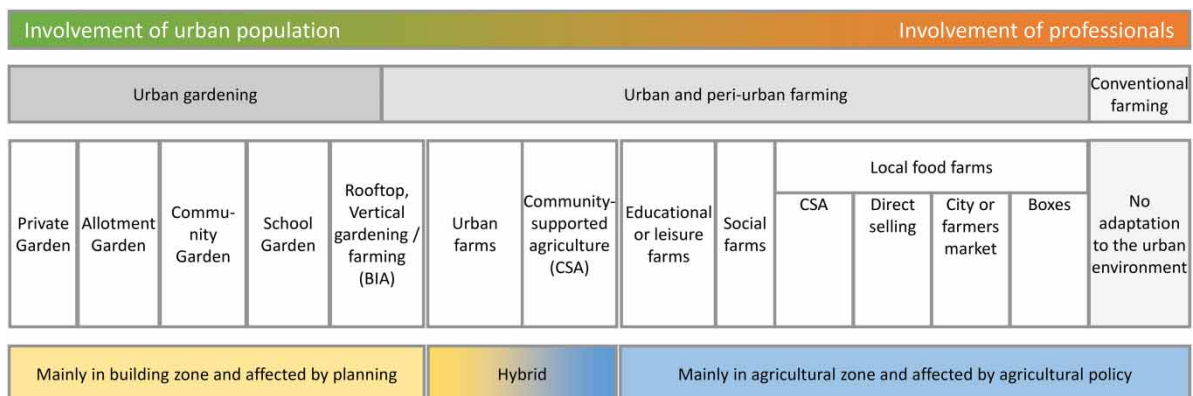 Involvement of urban population
Involvement of professionals
Urban gardening
Urban and peri-urban farming
Conventional
farming
Private
Garden
Allotment
Garden
Commu-
nity
Garden
School
Garden
Rooftop,
Vertical
gardening /
farming
(BIA)
Urban
farms
Community-
supported
agriculture
(CSA)
Educational
or leisure
farms
Social
farms
Local food farms
CSA
Direct
selling
City or
farmers
market
Boxes
No
adaptation
to the urban
environment
Mainly in building zone and affected by planning
Hybrid
Mainly in agricultural zone and affected by agricultural policy